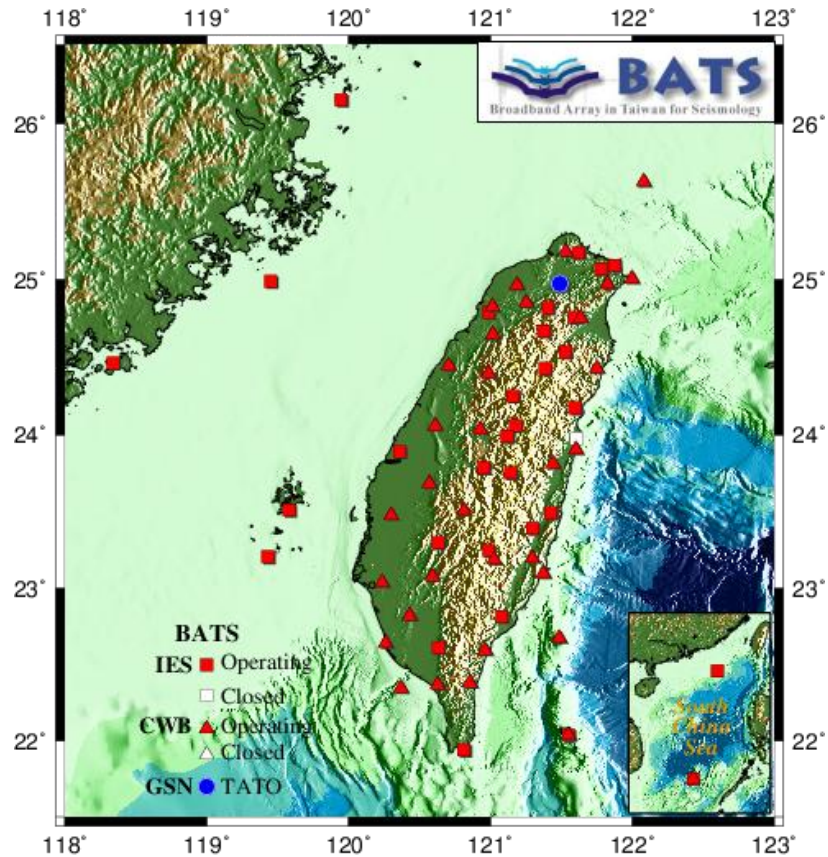 118° 119° 120° 121° 122° 123°
BATS
Broadband Array in Taiwan for Seismology
26° 26°
25° 25°
24° 24°
23° 23°
BATS
IES Operating
Closed
CWB Operating
Closed
GSN TATO
South
China
Sea
22° 22°
118° 119° 120° 121° 122° 123°